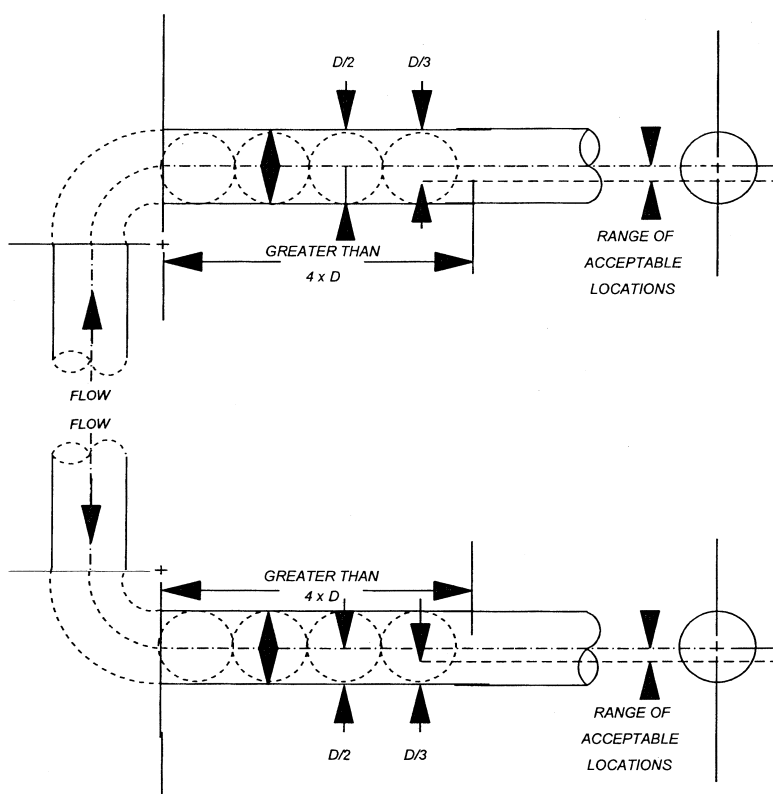 D/2
D/3
GREATER THAN
4 x D
RANGE OF
ACCEPTABLE
LOCATIONS
FLOW
FLOW
GREATER THAN
4 x D
RANGE OF
ACCEPTABLE
LOCATIONS
D/2
D/3